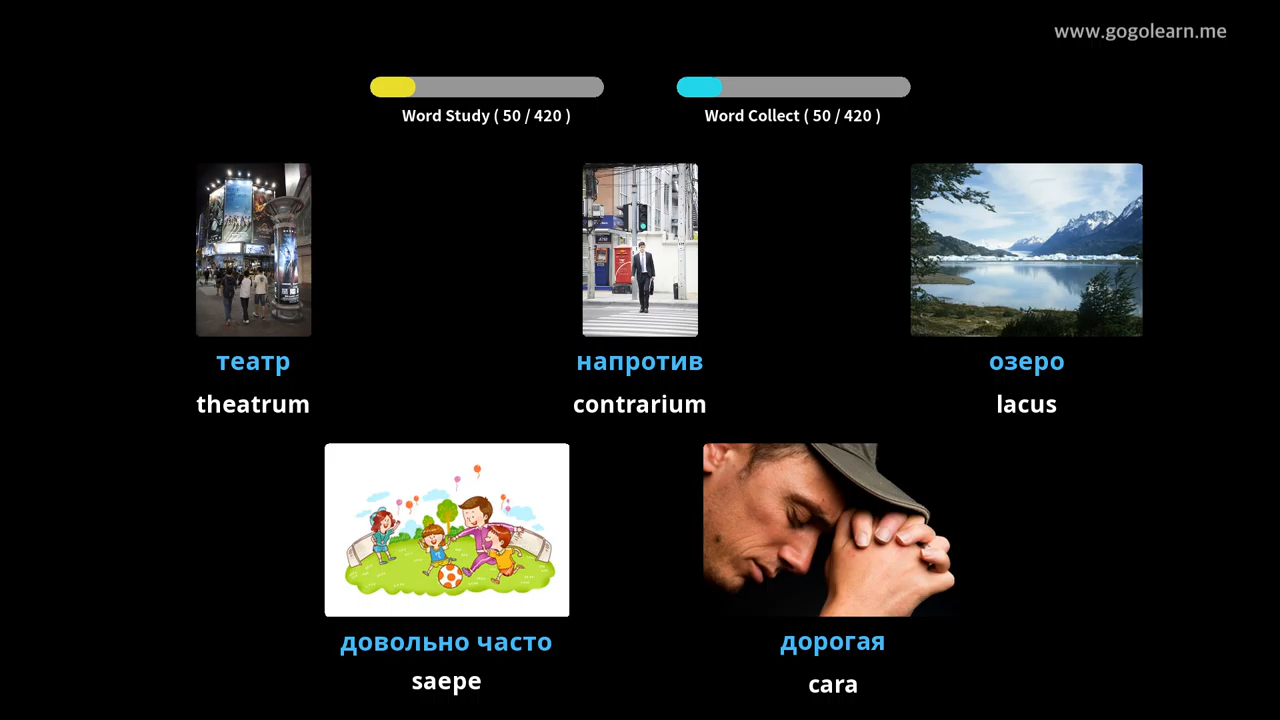 www.gogolearn.me
Word Study ( 50 / 420 )
Word Collect ( 50 / 420 )
театр
напротив
озеро
theatrum
contrarium
lacus
довольно часто
дорогая
saepe
cara